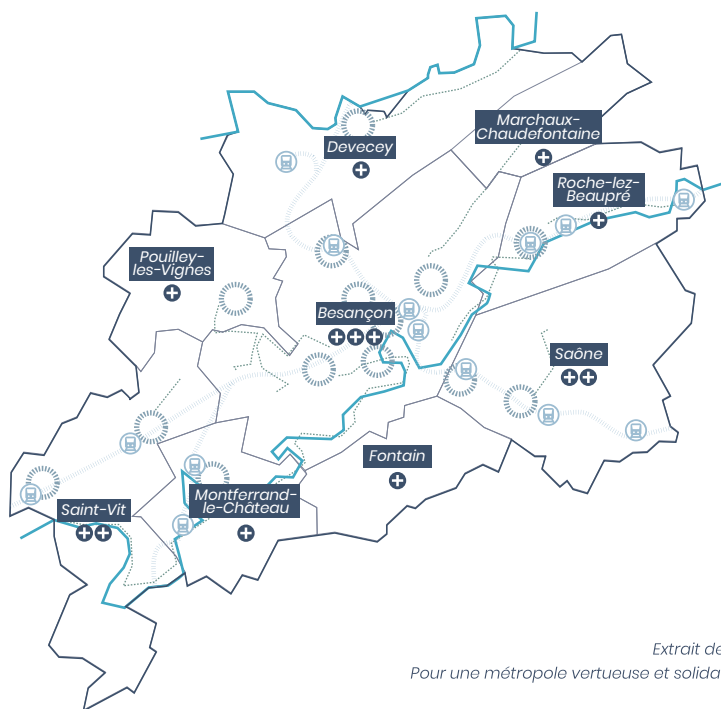 Devecey
Marchaux-
Chaudefontaine
Roche-lez-
Beaupré
Pouilley-
les-Vignes
Besançon
Saône
Fontain
Montferrand-
le-Château
Saint-Vit
Extrait de
Pour une métropole vertueuse et